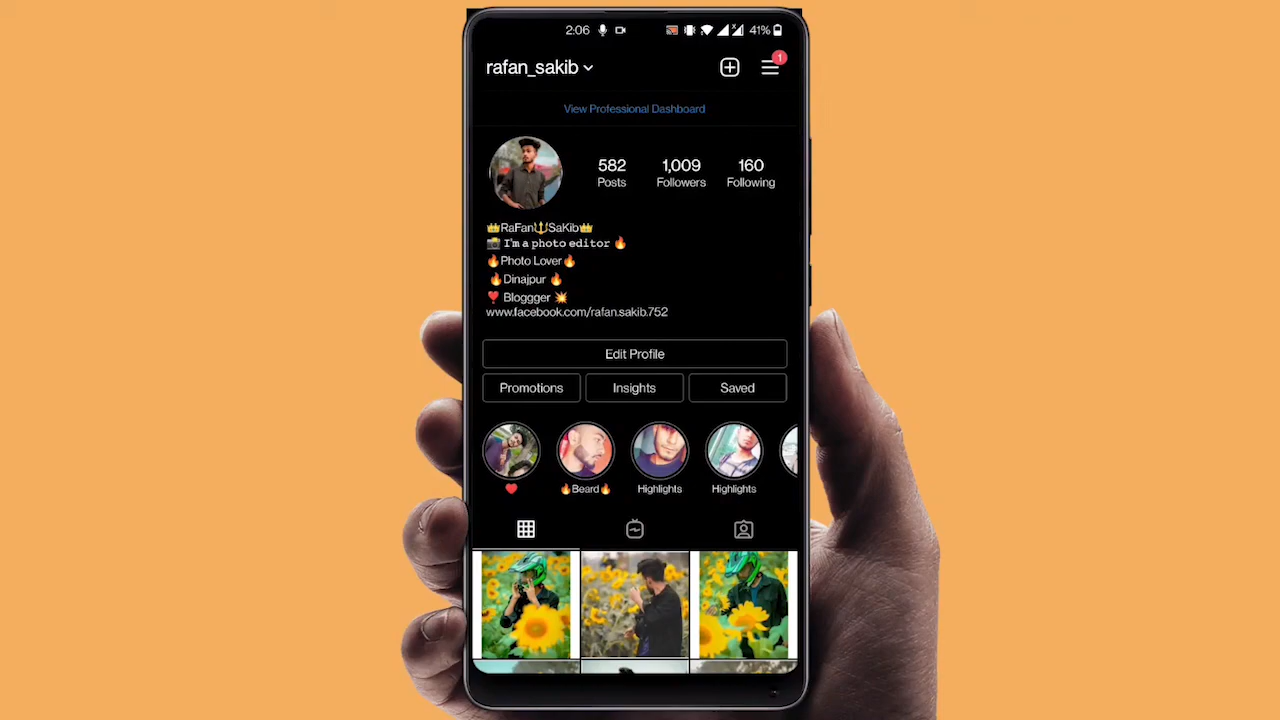 2:06 41%
rafan_sakib
1
View Professional Dashboard
582 1,009 160
Posts Followers Following
👑RaFan🔱SaKib👑
📸 𝙸'𝚖 𝚊 𝚙𝚑𝚘𝚝𝚘 𝚎𝚍𝚒𝚝𝚘𝚛 🔥
🔥Photo Lover🔥
🔥Dinajpur 🔥
❣️ Bloggger 💥
www.facebook.com/rafan.sakib.752
Edit Profile
Promotions Insights Saved
❤️ 🔥Beard🔥 Highlights Highlights